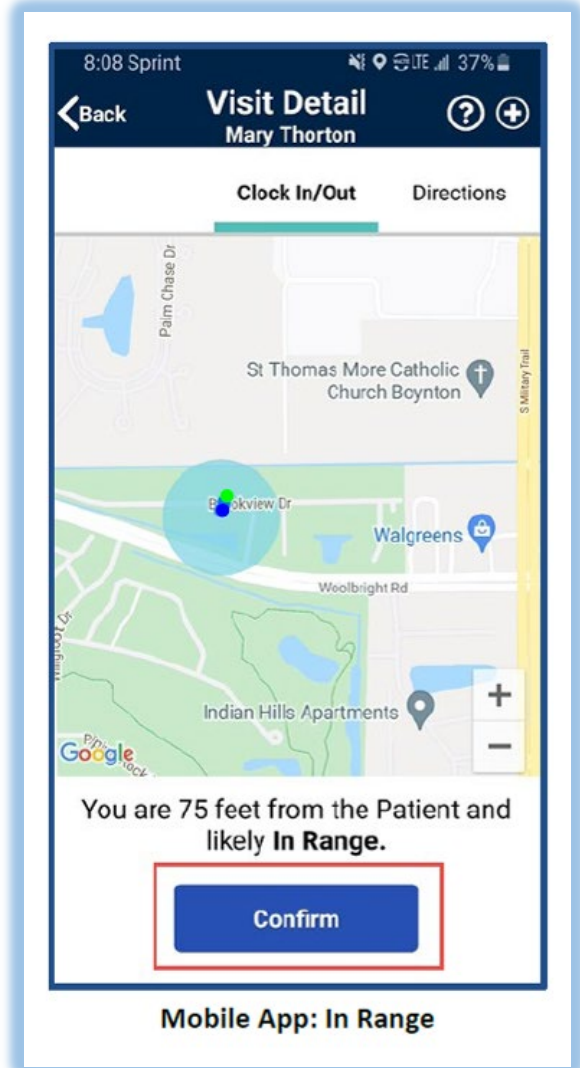 8:08 Sprint LTE 37%
Back
Visit Detail
?
Mary Thorton
Clock In/Out Directions
Palm Chase Dr
St Thomas More Catholic
Church Boynton
S Military Trail
Walgreens
Woolbright Rd
Indian Hills Apartments
+
−
Google
You are 75 feet from the Patient and
likely In Range.
Confirm
Mobile App: In Range